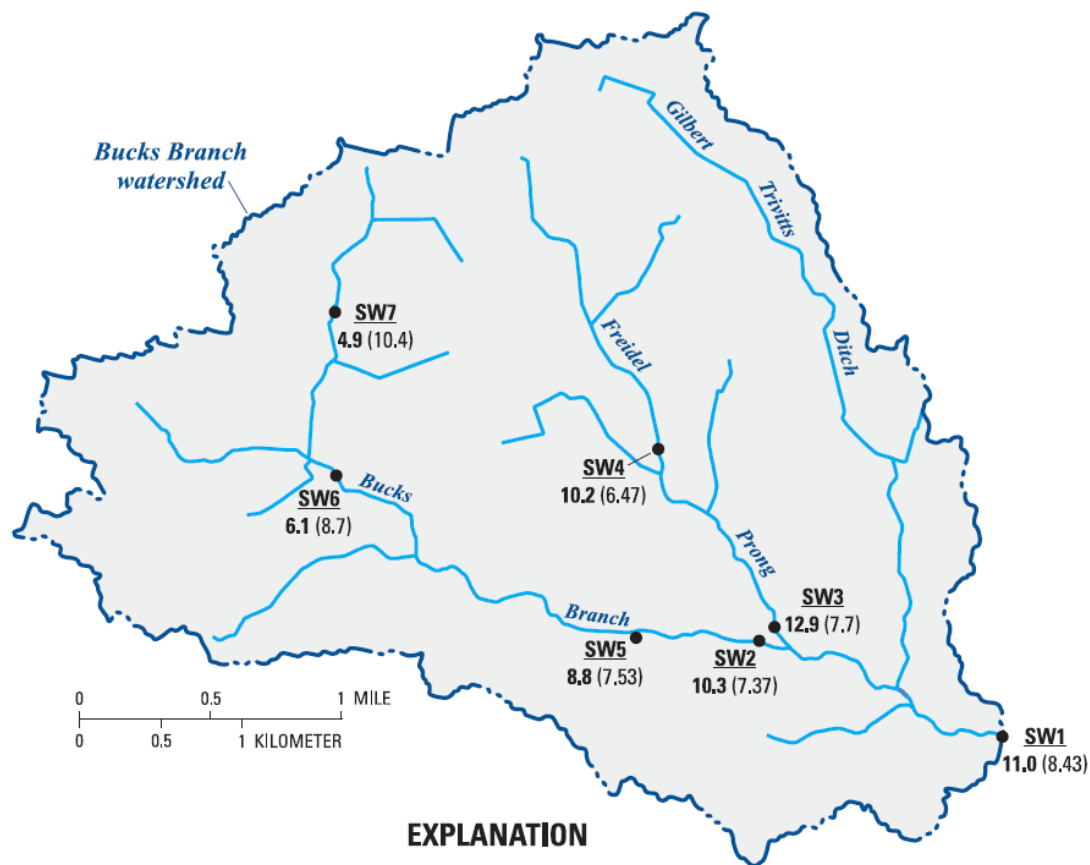 Bucks Branch
watershed
Gilbert
Trivitts
Ditch
SW7
4.9 (10.4)
Freidel
SW4
10.2 (6.47)
SW6
6.1 (8.7)
Bucks
Prong
SW3
12.9 (7.7)
Branch
SW5
8.8 (7.53)
SW2
10.3 (7.37)
0 0.5 1 MILE
0 0.5 1 KILOMETER
SW1
11.0 (8.43)
EXPLANATION